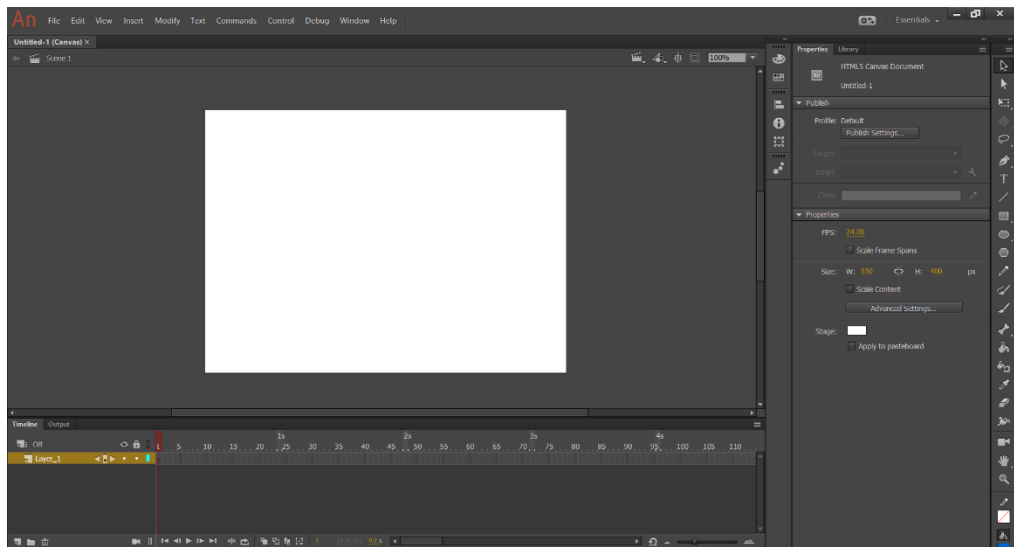 An File Edit View Insert Modify Text Commands Control Debug Window Help Essentials
Untitled-1 (Canvas) ×
Scene 1 100%
Properties Library
HTML5 Canvas Document
An
Untitled-1
Publish
Profile: Default
Publish Settings...
Target:
Script:
Class:
Properties
FPS: 24.00
Scale Frame Spans
Size: W: 550 H: 400 px
Scale Content
Advanced Settings...
Stage:
Apply to pasteboard
T
Timeline Output
1s 2s 3s 4s
Off 1 5 10 15 20 25 30 35 40 45 50 55 60 65 70 75 80 85 90 95 100 105 110
Layer_1
1 0.0 s